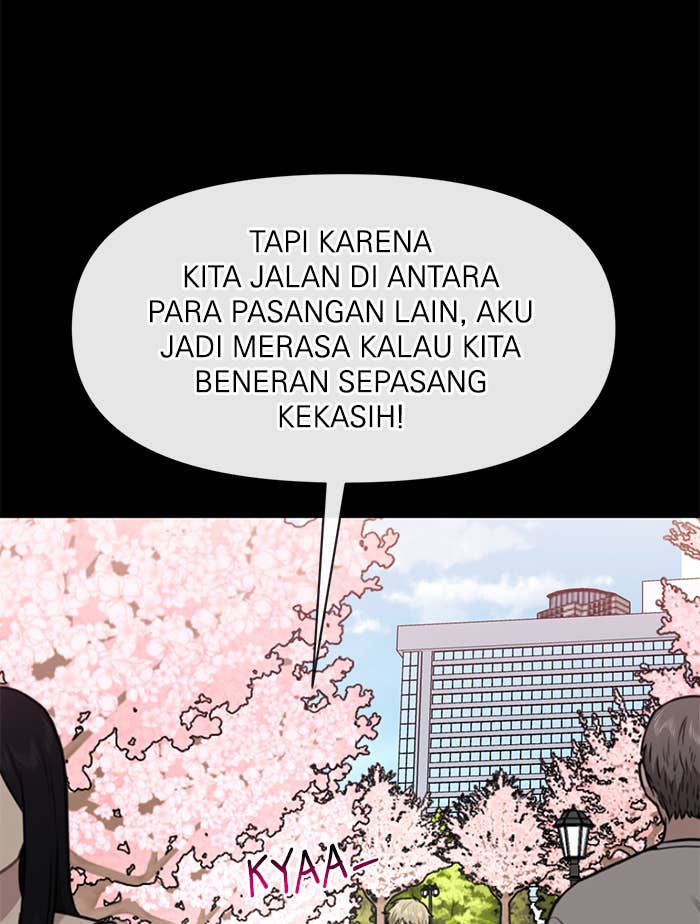 TAPI KARENA
KITA JALAN DI ANTARA
PARA PASANGAN LAIN, AKU
JADI MERASA KALAU KITA
BENERAN SEPASANG
KEKASIH!
KYAA~